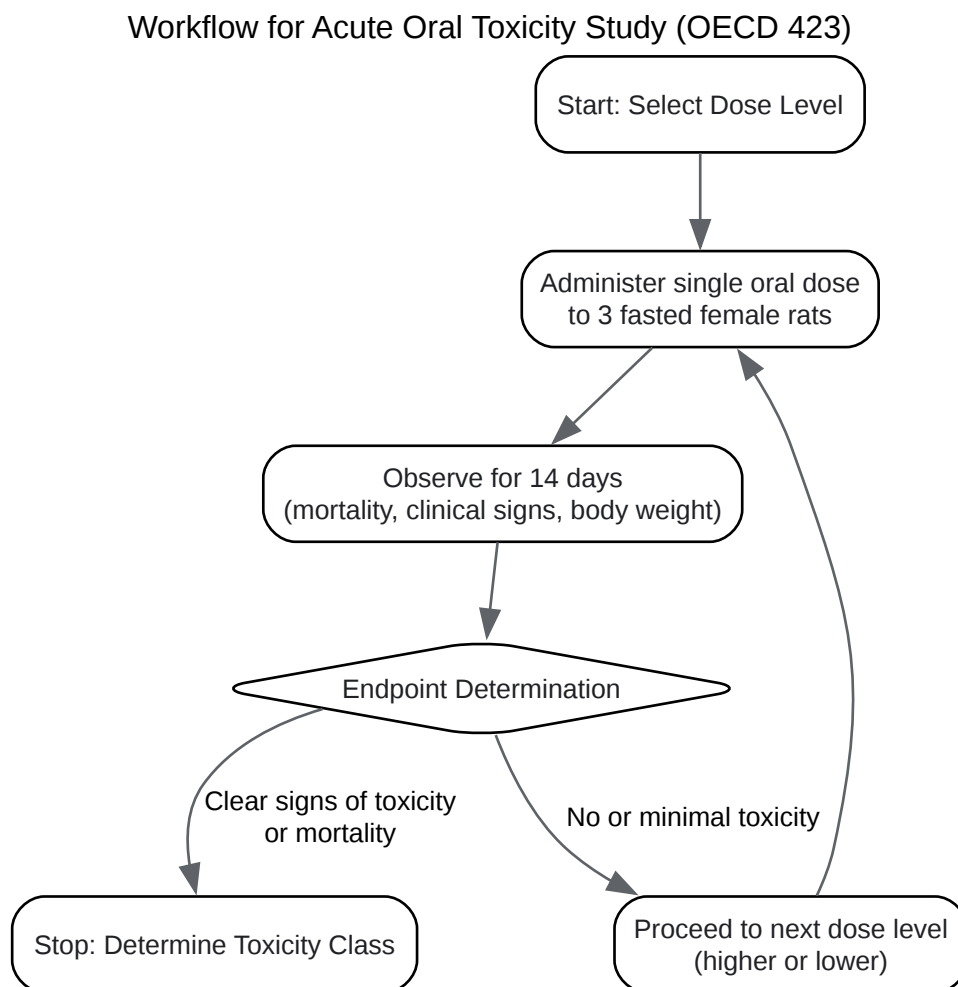 Workflow for Acute Oral Toxicity Study (OECD 423)
Start: Select Dose Level
Administer single oral dose
to 3 fasted female rats
Observe for 14 days
(mortality, clinical signs, body weight)
Endpoint Determination
Clear signs of toxicity
or mortality
No or minimal toxicity
Stop: Determine Toxicity Class
Proceed to next dose level
(higher or lower)